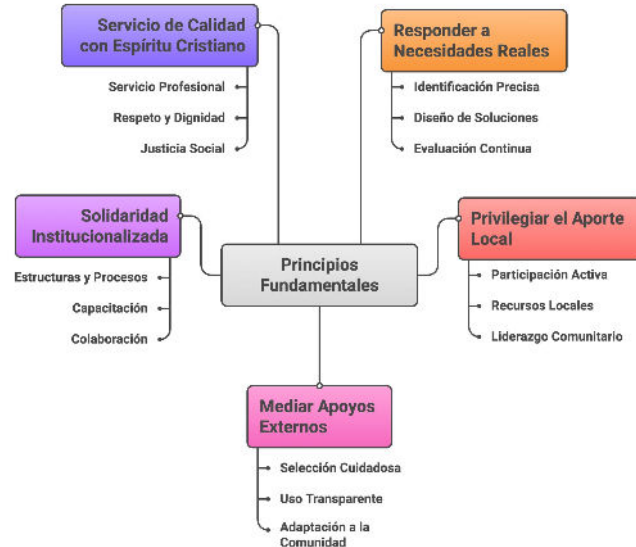 Servicio de Calidad
con Espíritu Cristiano
Servicio Profesional
Respeto y Dignidad
Justicia Social
Responder a
Necesidades Reales
Identificación Precisa
Diseño de Soluciones
Evaluación Continua
Solidaridad
Institucionalizada
Estructuras y Procesos
Capacitación
Colaboración
Principios
Fundamentales
Privilegiar el Aporte
Local
Participación Activa
Recursos Locales
Liderazgo Comunitario
Mediar Apoyos
Externos
Selección Cuidadosa
Uso Transparente
Adaptación a la
Comunidad